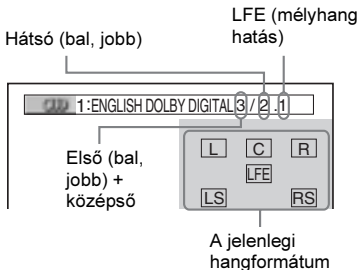 LFE (mélyhang
hatás)
Hátsó (bal, jobb)
1:ENGLISH DOLBY DIGITAL 3 / 2 .1
Első (bal,
jobb) +
középső
L C R
LFE
LS RS
A jelenlegi
hangformátum